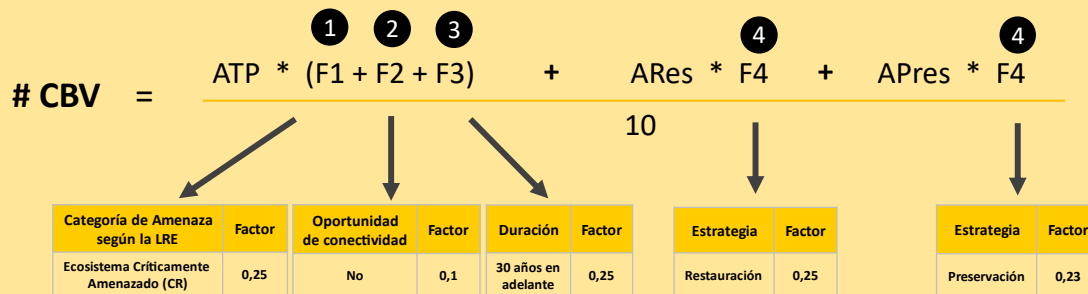 1 2 3 4 4
# CBV = ATP * (F1 + F2 + F3) + ARes * F4 + APres * F4
10
Categoría de Amenaza
según la LRE
Factor
Ecosistema Críticamente
Amenazado (CR)
0,25
Oportunidad
de conectividad
Factor
No
0,1
Duración
Factor
30 años en
adelante
0,25
Estrategia
Factor
Restauración
0,25
Estrategia
Factor
Preservación
0,23